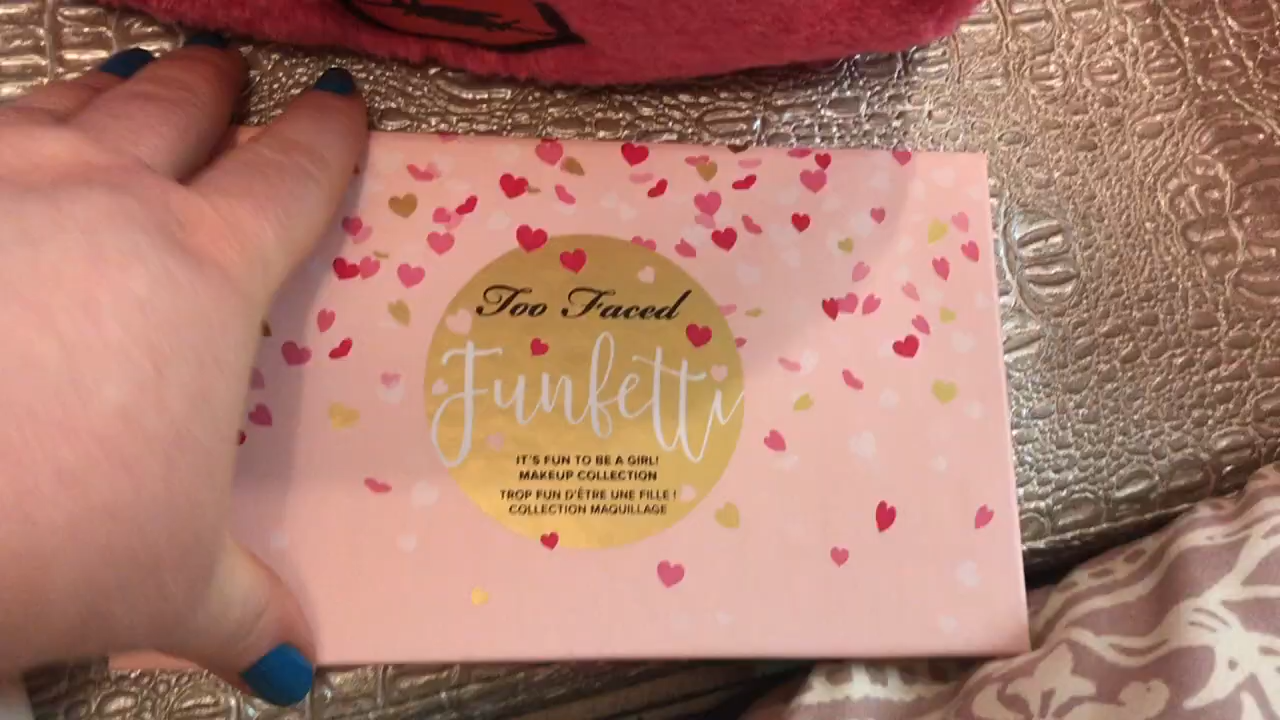 Too Faced
Funfetti
IT'S FUN TO BE A GIRL!
MAKEUP COLLECTION
TROP FUN D'ÊTRE UNE FILLE !
COLLECTION MAQUILLAGE